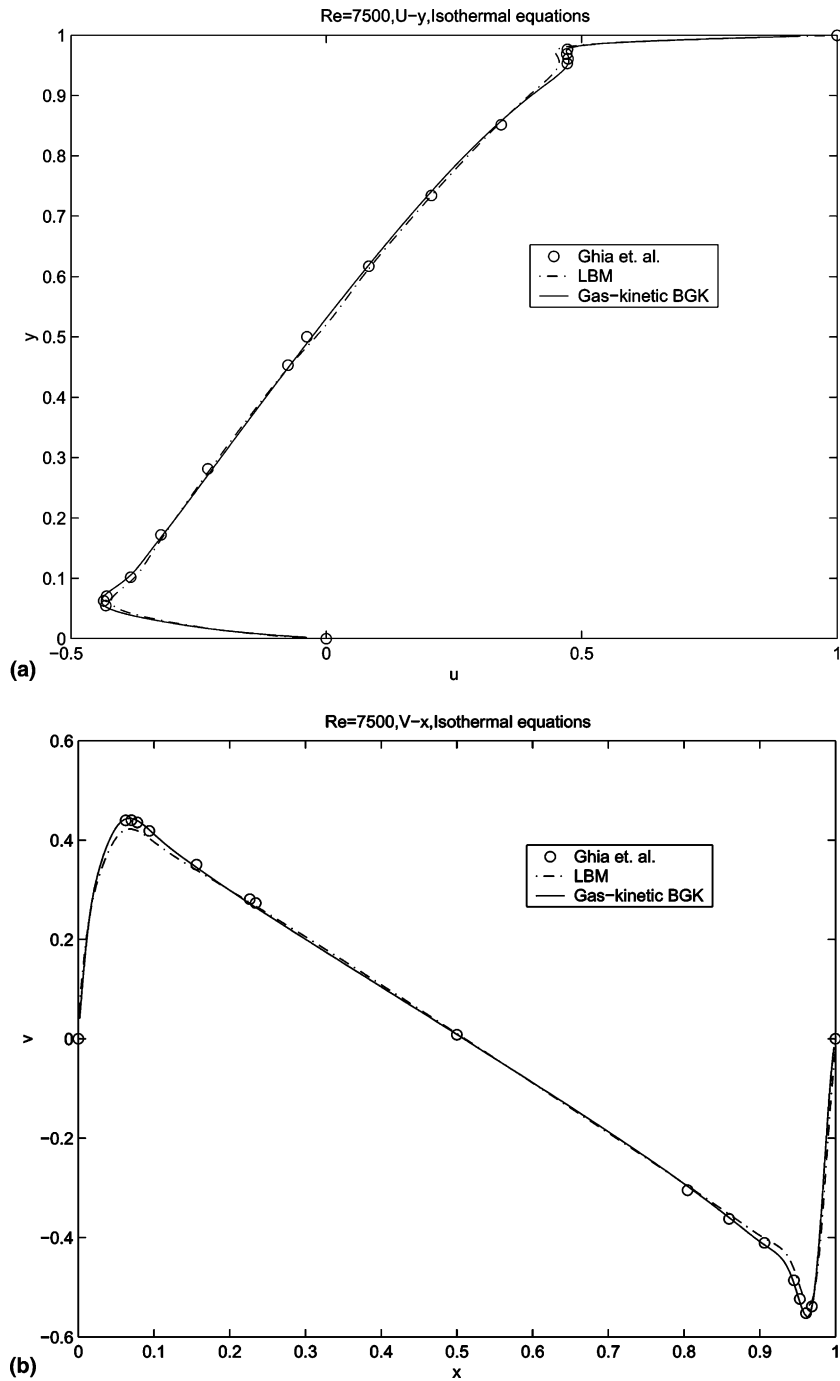 Re=7500,U−y,Isothermal equations
1
0.9
0.8
0.7
0.6
0.5
0.4
0.3
0.2
0.1
0
y
Ghia et. al.
LBM
Gas−kinetic BGK
−0.5
0
0.5
1
u
(a)
Re=7500,V−x,Isothermal equations
0.6
0.4
0.2
0
−0.2
−0.4
−0.6
v
Ghia et. al.
LBM
Gas−kinetic BGK
0
0.1
0.2
0.3
0.4
0.5
0.6
0.7
0.8
0.9
1
x
(b)